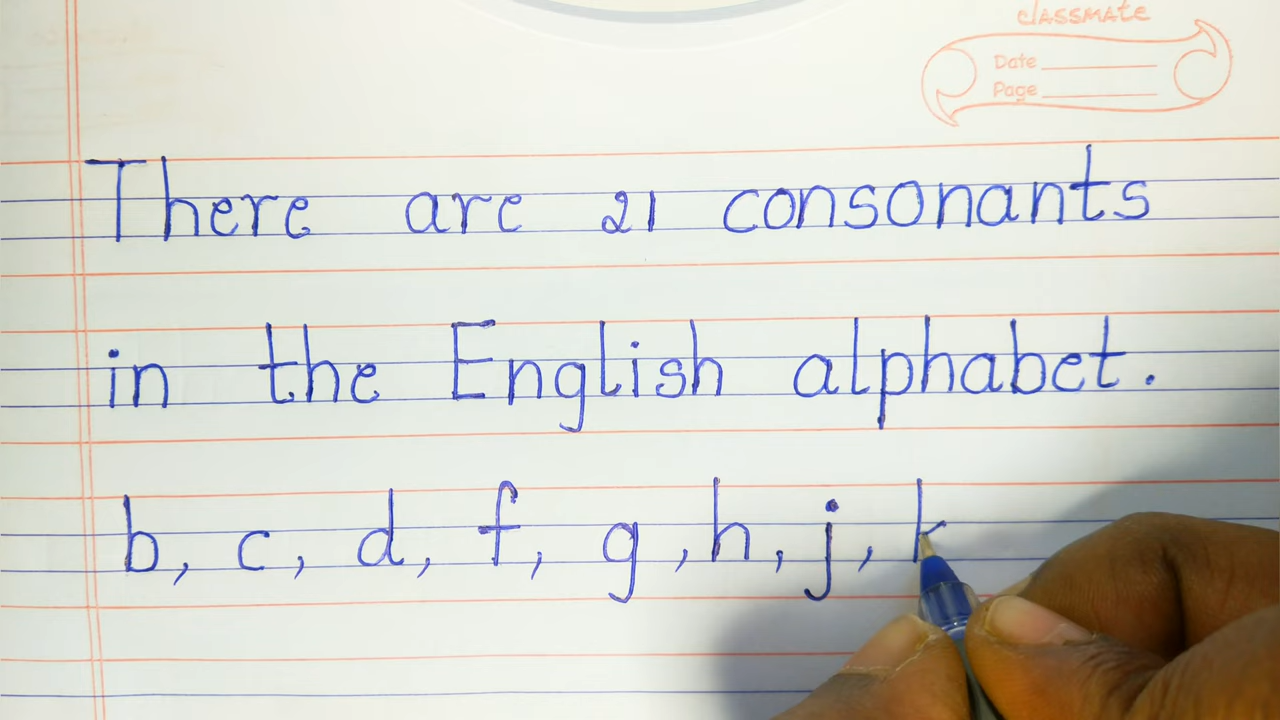 classmate
Date
Page
There are 21 consonants
in the English alphabet.
b, c, d, f, g, h, j, k